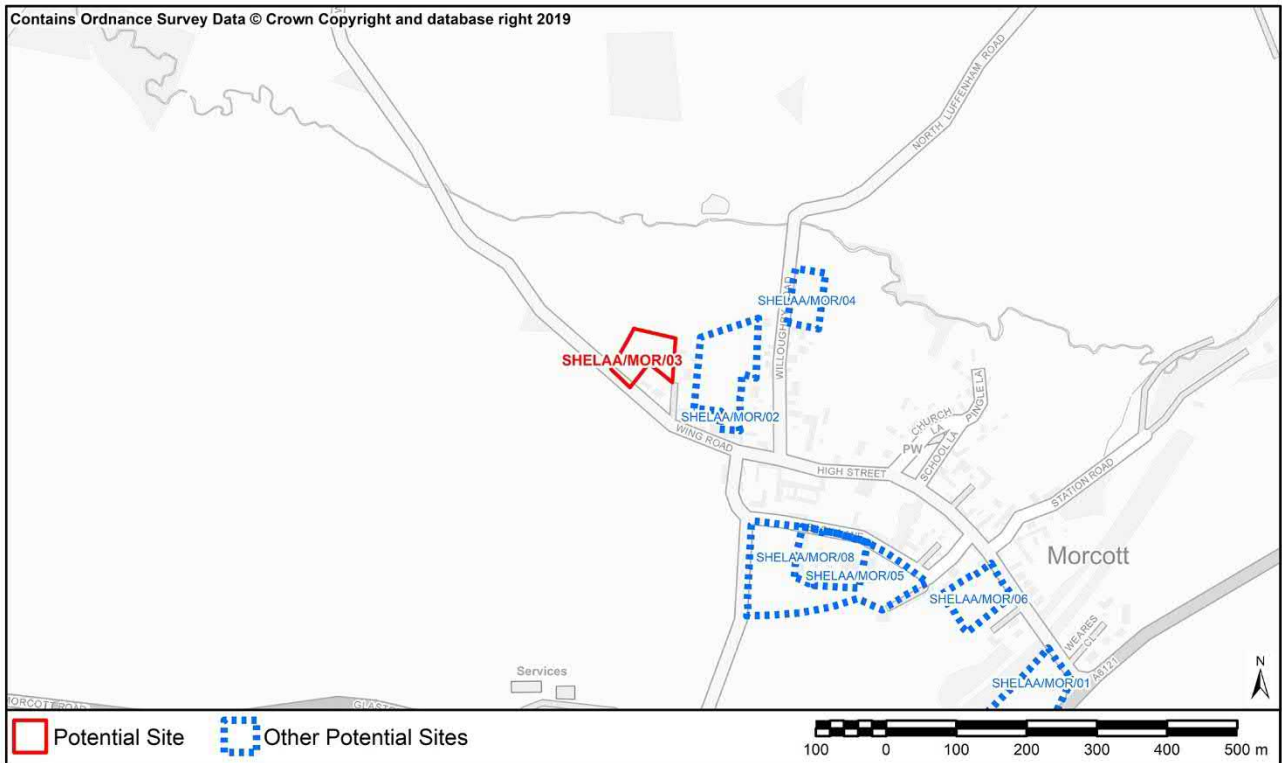 Contains Ordnance Survey Data © Crown Copyright and database right 2019
NORTH LUFFENHAM ROAD
SHELAA/MOR/04
SHELAA/MOR/03
SHELAA/MOR/02
WING ROAD
CHURCH
LA
PINGLE LA
PW
SCHOOL LA
HIGH STREET
STATION ROAD
SHELAA/MOR/08
SHELAA/MOR/05
Morcott
SHELAA/MOR/06
WEARES
CL
A6121
SHELAA/MOR/01
Services
N
MORCOTT ROAD
Potential Site
Other Potential Sites
100 0 100 200 300 400 500 m